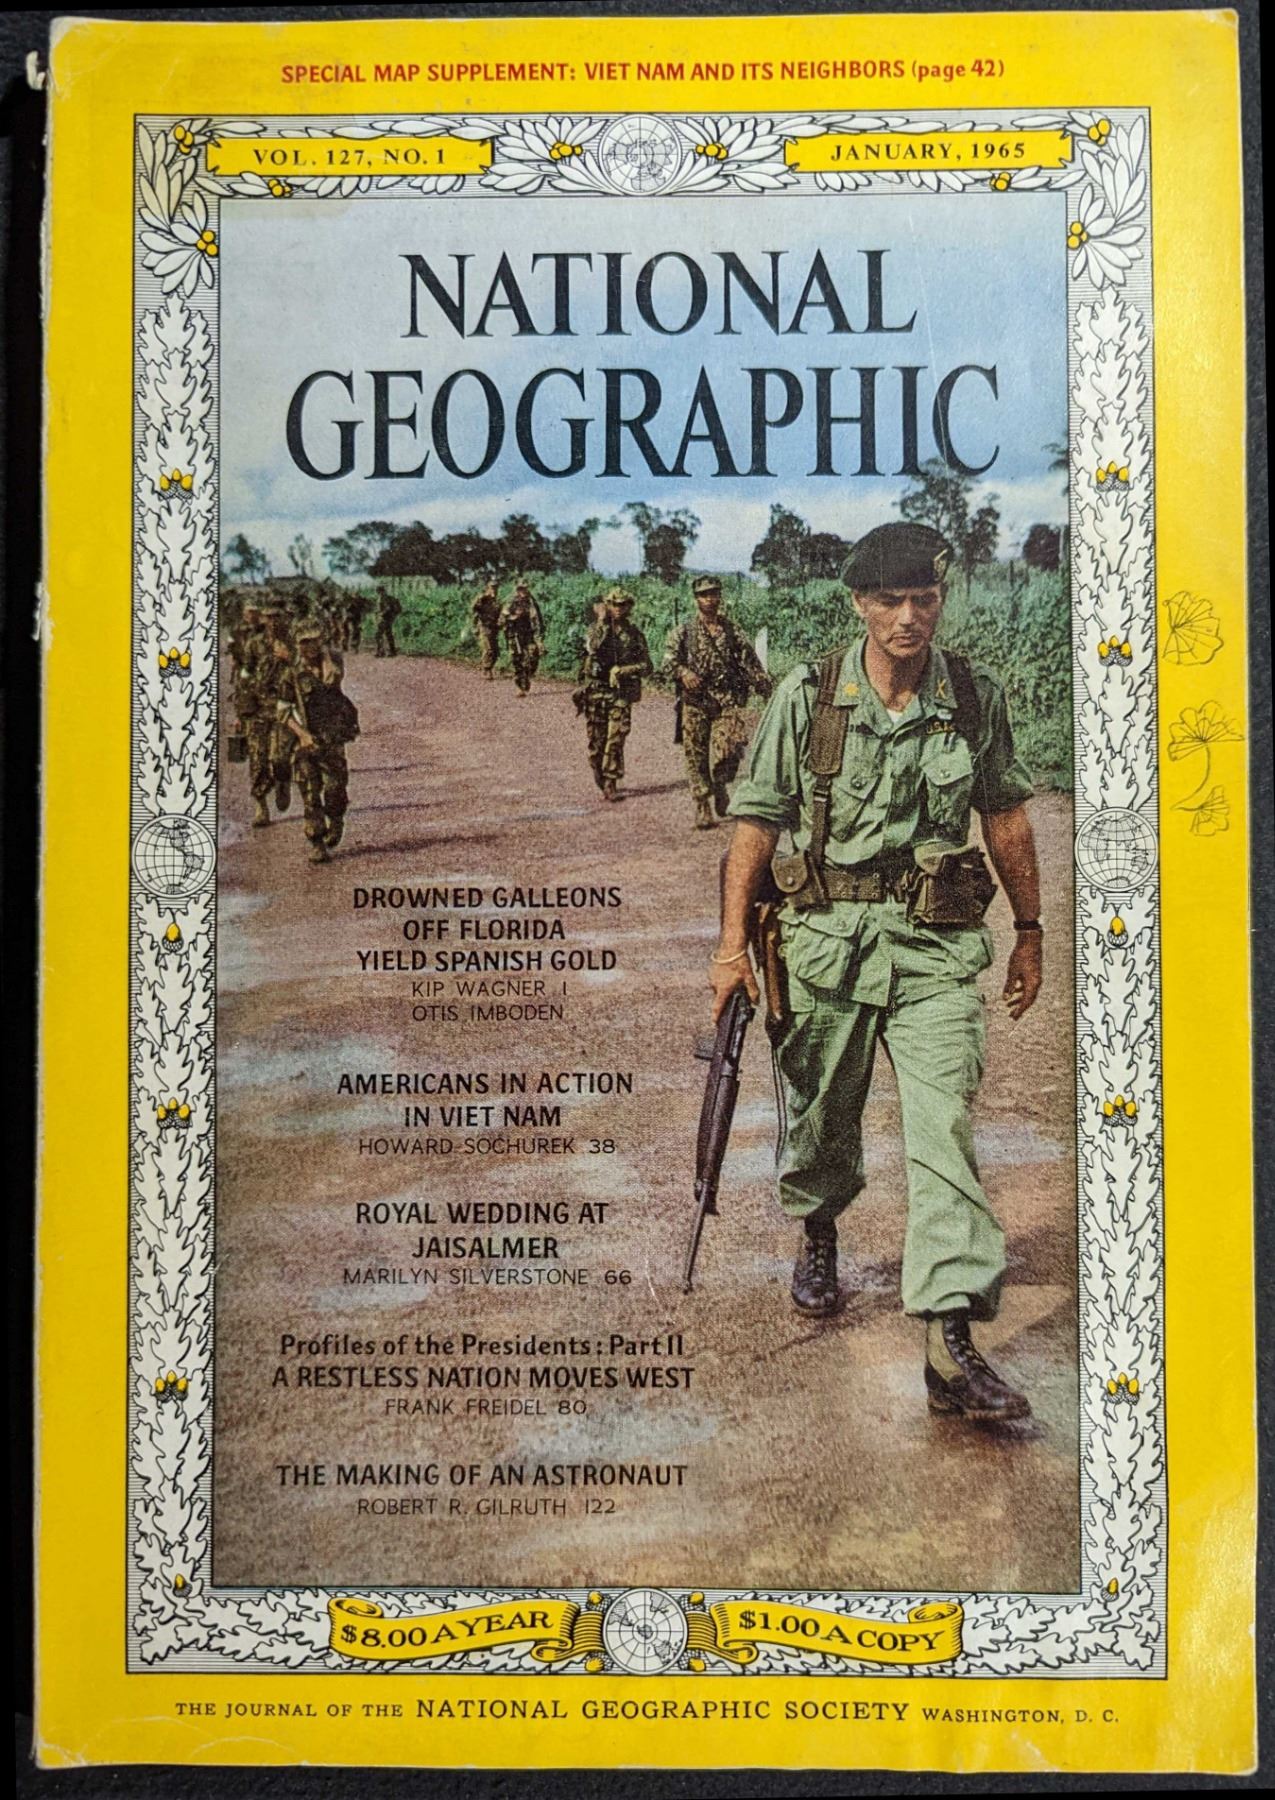 SPECIAL MAP SUPPLEMENT: VIET NAM AND ITS NEIGHBORS (page 42)
VOL. 127, NO. 1
JANUARY, 1965
NATIONAL
GEOGRAPHIC
DROWNED GALLEONS
OFF FLORIDA
YIELD SPANISH GOLD
KIP WAGNER 1
OTIS IMBODEN
AMERICANS IN ACTION
IN VIET NAM
HOWARD SOCHUREK 38
ROYAL WEDDING AT
JAISALMER
MARILYN SILVERSTONE 66
Profiles of the Presidents: Part II
A RESTLESS NATION MOVES WEST
FRANK FREIDEL 80
THE MAKING OF AN ASTRONAUT
ROBERT R. GILRUTH 122
$8.00 A YEAR
$1.00 A COPY
THE JOURNAL OF THE NATIONAL GEOGRAPHIC SOCIETY WASHINGTON, D. C.